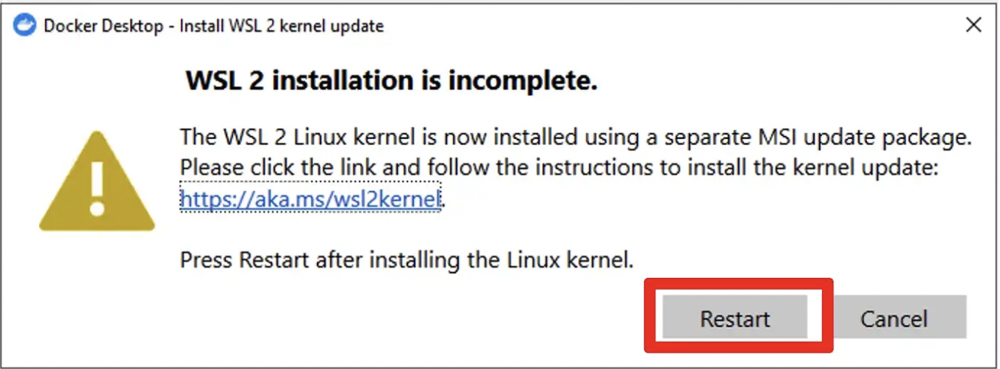 Docker Desktop - Install WSL 2 kernel update
WSL 2 installation is incomplete.
The WSL 2 Linux kernel is now installed using a separate MSI update package.
Please click the link and follow the instructions to install the kernel update:
https://aka.ms/wsl2kernel.
Press Restart after installing the Linux kernel.
Restart Cancel